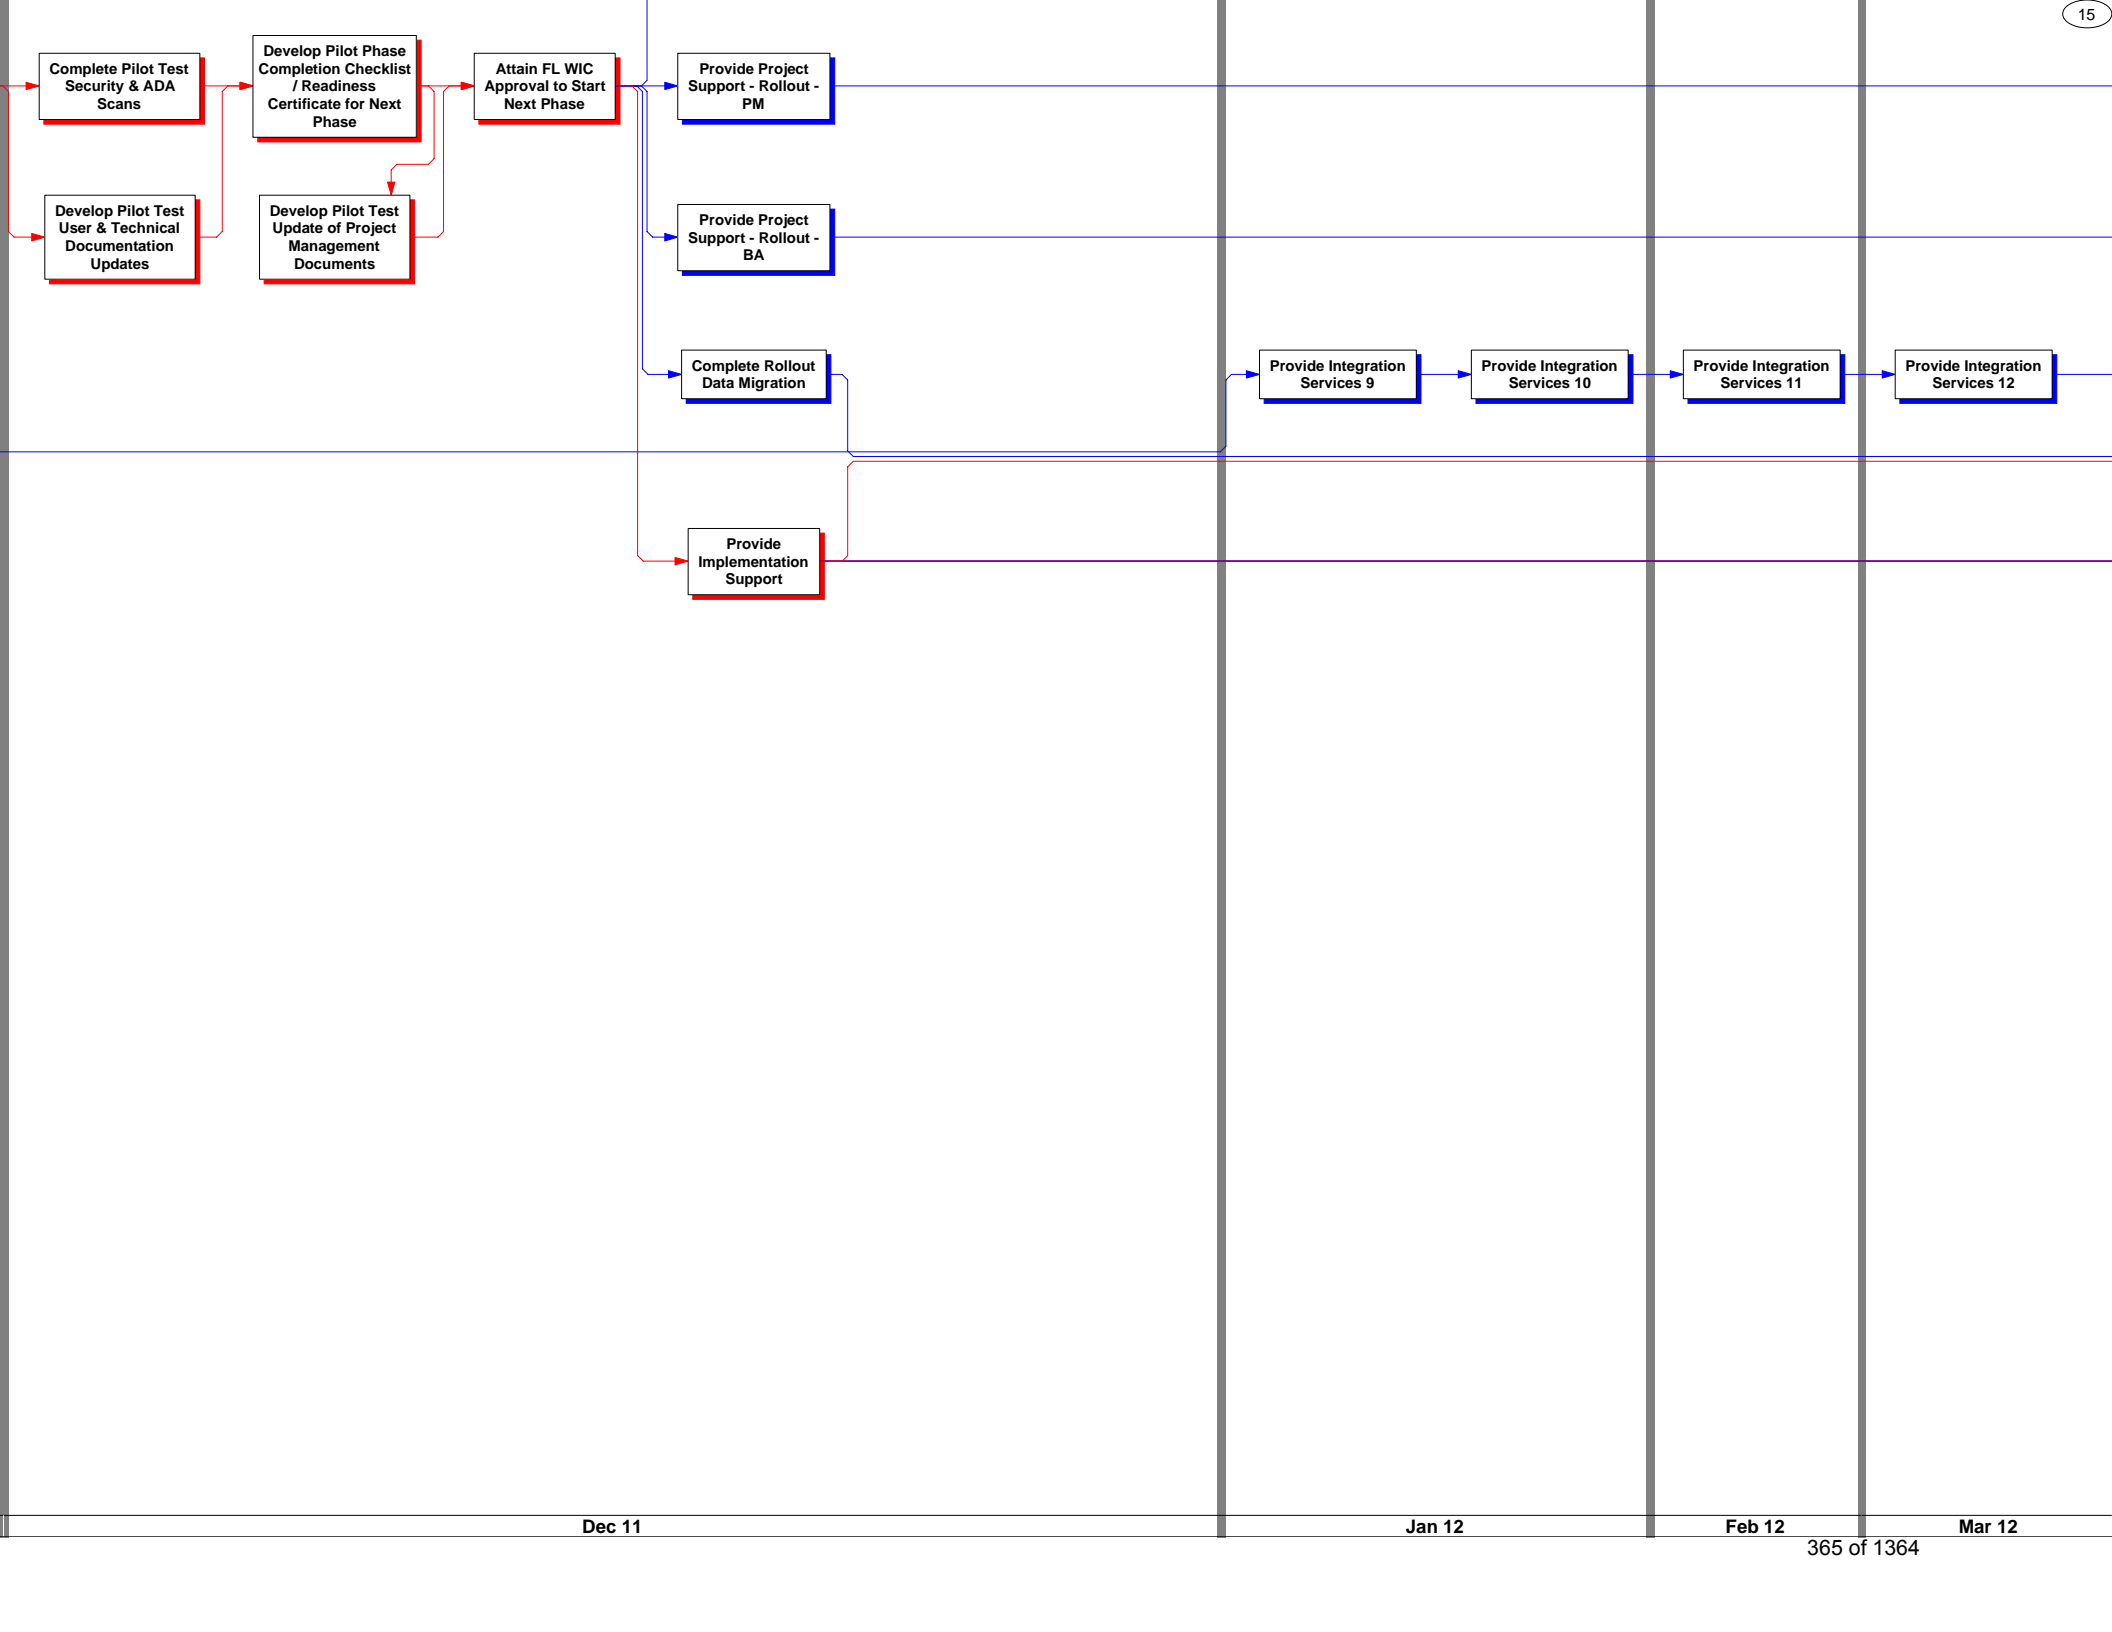 15
Complete Pilot Test
Security & ADA
Scans
Develop Pilot Phase
Completion Checklist
/ Readiness
Certificate for Next
Phase
Attain FL WIC
Approval to Start
Next Phase
Provide Project
Support - Rollout -
PM
Develop Pilot Test
User & Technical
Documentation
Updates
Develop Pilot Test
Update of Project
Management
Documents
Provide Project
Support - Rollout -
BA
Complete Rollout
Data Migration
Provide Integration
Services 9
Provide Integration
Services 10
Provide Integration
Services 11
Provide Integration
Services 12
Provide
Implementation
Support
Dec 11
Jan 12
Feb 12
Mar 12
365 of 1364